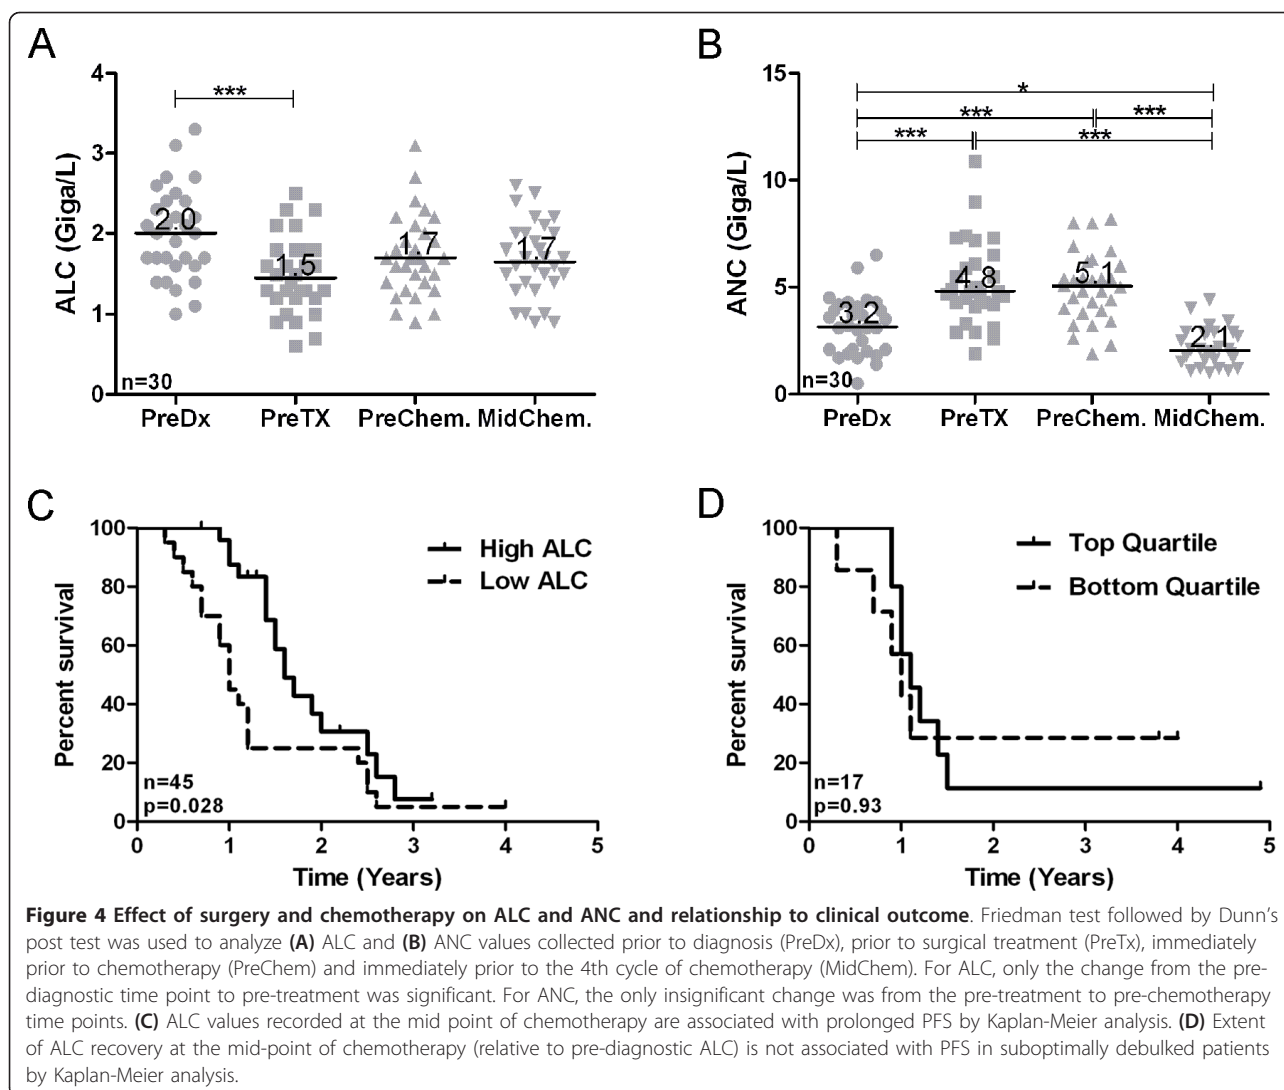 A
B
4
3
2
1
0
ALC (Giga/L)
***
2.0
1.5
1.7
1.7
n=30
PreDx PreTX PreChem. MidChem.
15
10
5
0
ANC (Giga/L)
*
*** ***
*** ***
3.2
4.8
5.1
2.1
n=30
PreDx PreTX PreChem. MidChem.
C
D
100
80
60
40
20
0
Percent survival
High ALC
Low ALC
n=45
p=0.028
0 1 2 3 4 5
Time (Years)
100
80
60
40
20
0
Percent survival
Top Quartile
Bottom Quartile
n=17
p=0.93
0 1 2 3 4 5
Time (Years)
Figure 4 Effect of surgery and chemotherapy on ALC and ANC and relationship to clinical outcome. Friedman test followed by Dunn's
post test was used to analyze (A) ALC and (B) ANC values collected prior to diagnosis (PreDx), prior to surgical treatment (PreTx), immediately
prior to chemotherapy (PreChem) and immediately prior to the 4th cycle of chemotherapy (MidChem). For ALC, only the change from the pre-
diagnostic time point to pre-treatment was significant. For ANC, the only insignificant change was from the pre-treatment to pre-chemotherapy
time points. (C) ALC values recorded at the mid point of chemotherapy are associated with prolonged PFS by Kaplan-Meier analysis. (D) Extent
of ALC recovery at the mid-point of chemotherapy (relative to pre-diagnostic ALC) is not associated with PFS in suboptimally debulked patients
by Kaplan-Meier analysis.